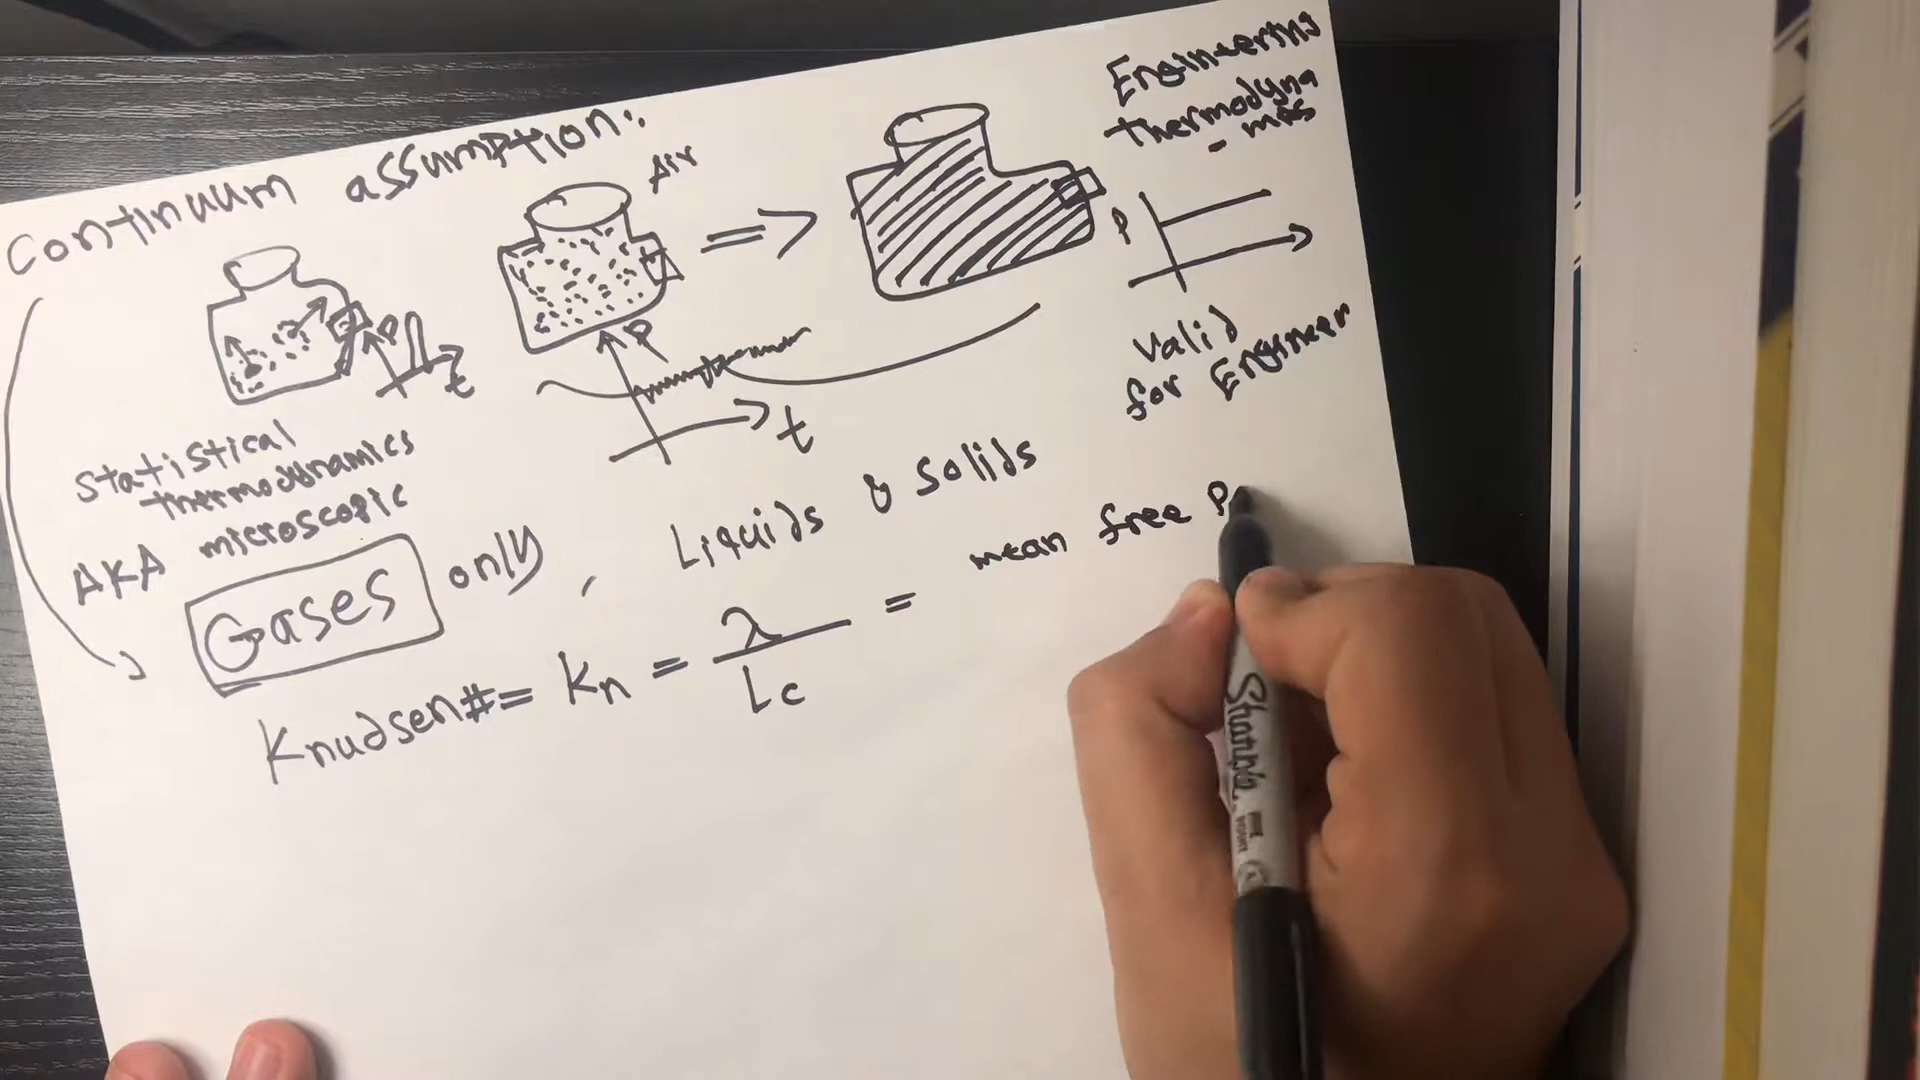 Continuum assumption:
Air
=>
Engineering
thermodyna
- mics
P
t
P
t
P
Valid
for Engineer
Statistical
thermodynamics
AKA microscopic
Gases only, Liquids & Solids
Knudsen # = Kn = λ / Lc = mean free Pa
Sharpie